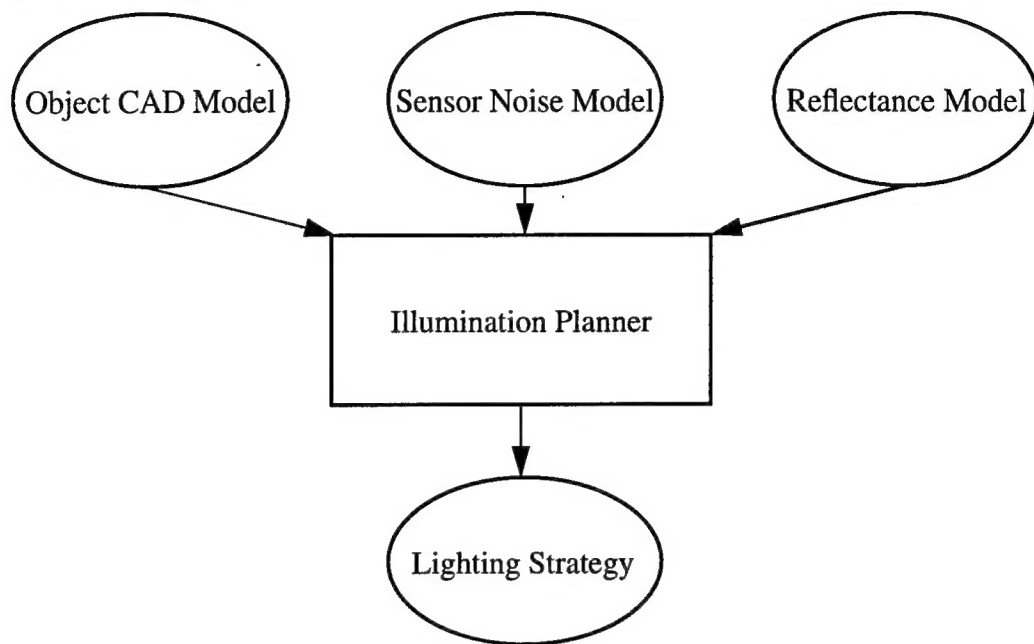 Object CAD Model
Sensor Noise Model
Reflectance Model
Illumination Planner
Lighting Strategy